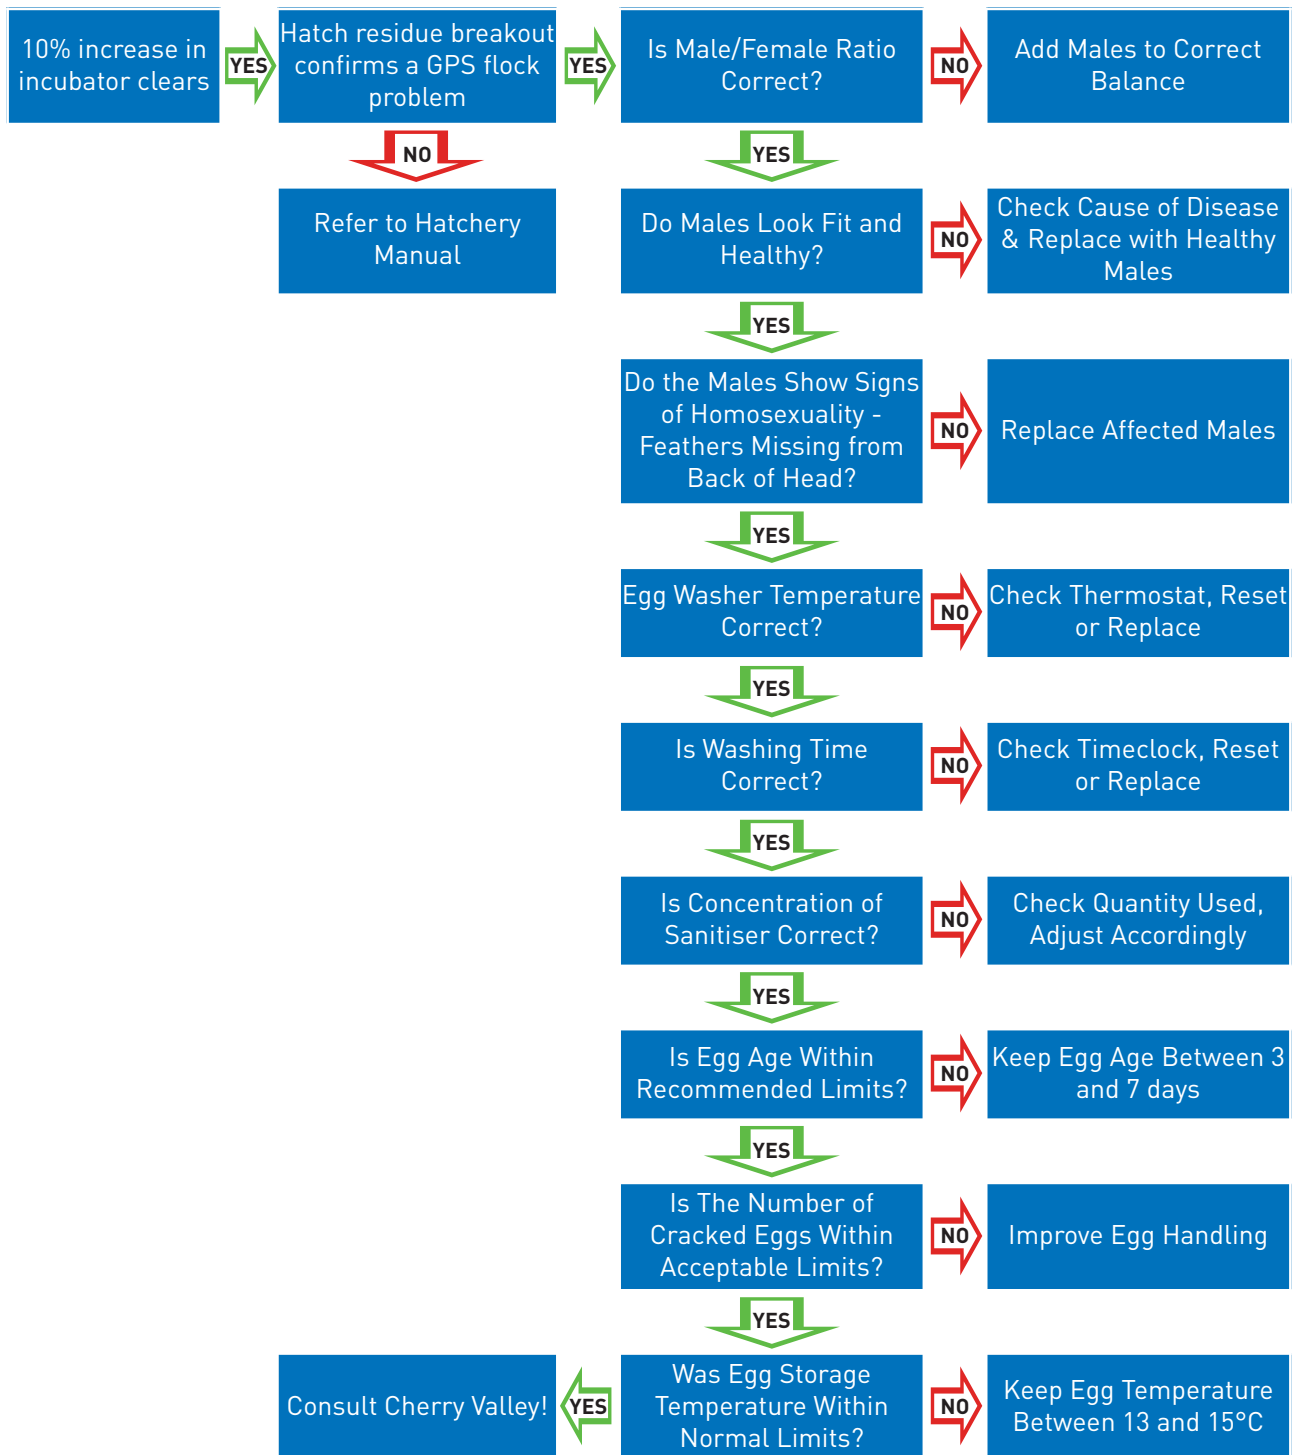 10% increase in
incubator clears
YES
Hatch residue breakout
confirms a GPS flock
problem
YES
Is Male/Female Ratio
Correct?
NO
Add Males to Correct
Balance
NO
YES
Refer to Hatchery
Manual
Do Males Look Fit and
Healthy?
NO
Check Cause of Disease
& Replace with Healthy
Males
YES
Do the Males Show Signs
of Homosexuality -
Feathers Missing from
Back of Head?
NO
Replace Affected Males
YES
Egg Washer Temperature
Correct?
NO
Check Thermostat, Reset
or Replace
YES
Is Washing Time
Correct?
NO
Check Timeclock, Reset
or Replace
YES
Is Concentration of
Sanitiser Correct?
NO
Check Quantity Used,
Adjust Accordingly
YES
Is Egg Age Within
Recommended Limits?
NO
Keep Egg Age Between 3
and 7 days
YES
Is The Number of
Cracked Eggs Within
Acceptable Limits?
NO
Improve Egg Handling
YES
Consult Cherry Valley!
YES
Was Egg Storage
Temperature Within
Normal Limits?
NO
Keep Egg Temperature
Between 13 and 15°C